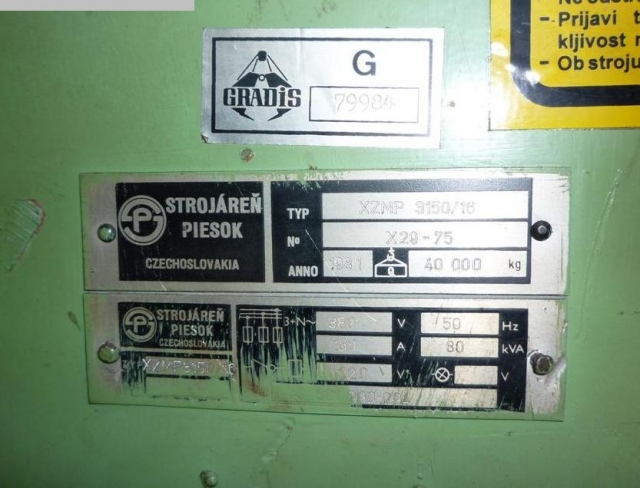 – Prijavi
kljivost
– Ob stroju
G
GRADIS
79984
STROJÁREŇ
PIESOK
CZECHOSLOVAKIA
TYP XZMP 3150/16
No X29-75
ANNO 1981 Q 40 000 kg
STROJÁREŇ
PIESOK
CZECHOSLOVAKIA
3+N~ 380 V 50 Hz
A 80 kVA
V V